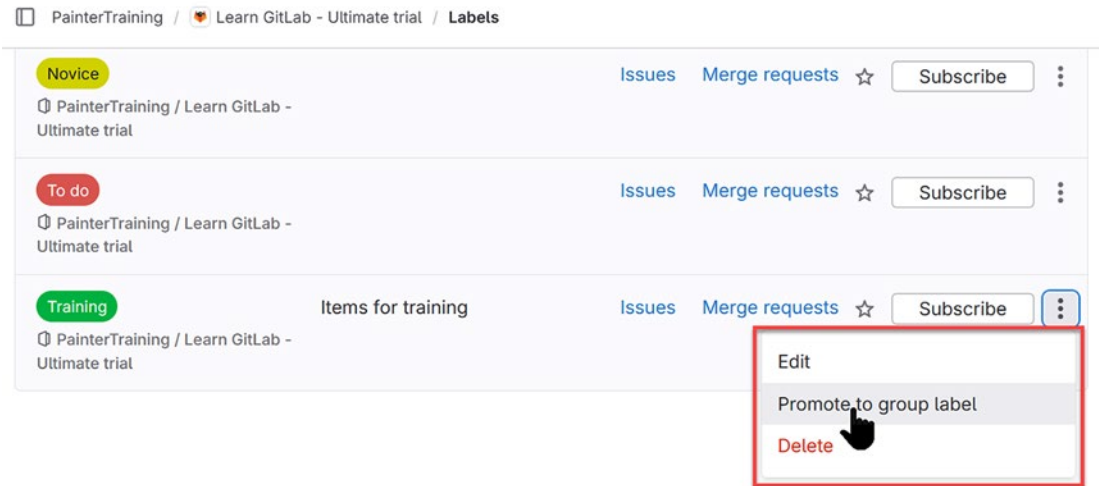 PainterTraining / Learn GitLab - Ultimate trial / Labels
Novice Issues Merge requests Subscribe
PainterTraining / Learn GitLab -
Ultimate trial
To do Issues Merge requests Subscribe
PainterTraining / Learn GitLab -
Ultimate trial
Training Items for training Issues Merge requests Subscribe
PainterTraining / Learn GitLab -
Ultimate trial
Edit
Promote to group label
Delete